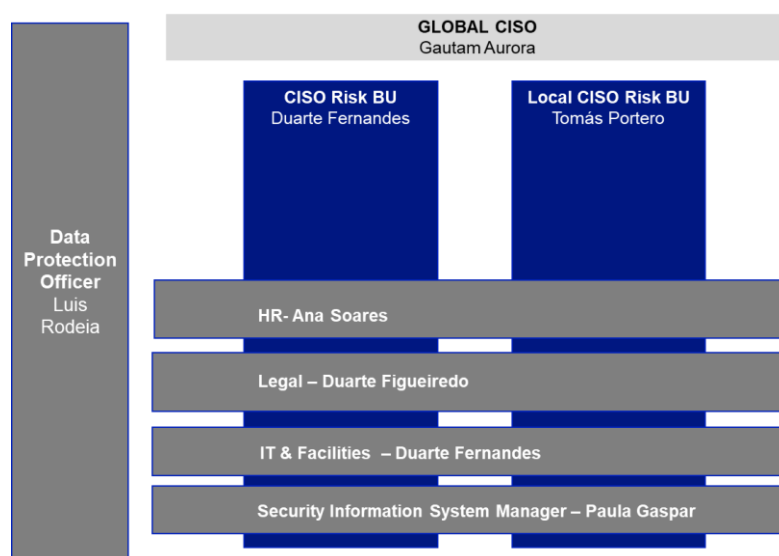 GLOBAL CISO
Gautam Aurora
CISO Risk BU
Duarte Fernandes
Local CISO Risk BU
Tomás Portero
Data
Protection
Officer
Luis
Rodeia
HR- Ana Soares
Legal – Duarte Figueiredo
IT & Facilities – Duarte Fernandes
Security Information System Manager – Paula Gaspar